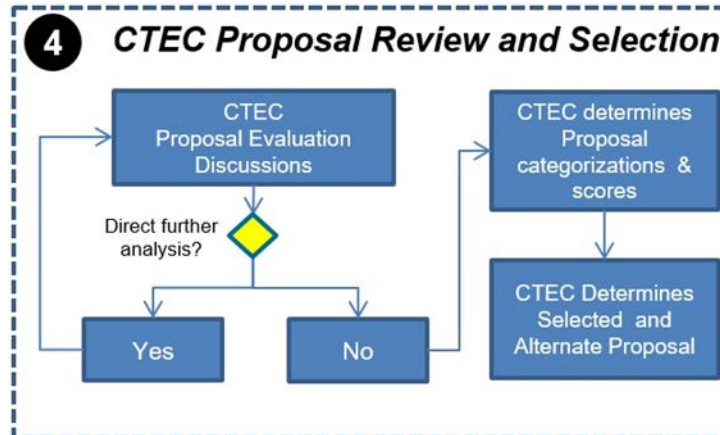 4 CTEC Proposal Review and Selection
CTEC
Proposal Evaluation
Discussions
Direct further
analysis?
Yes
No
CTEC determines
Proposal
categorizations &
scores
CTEC Determines
Selected and
Alternate Proposal